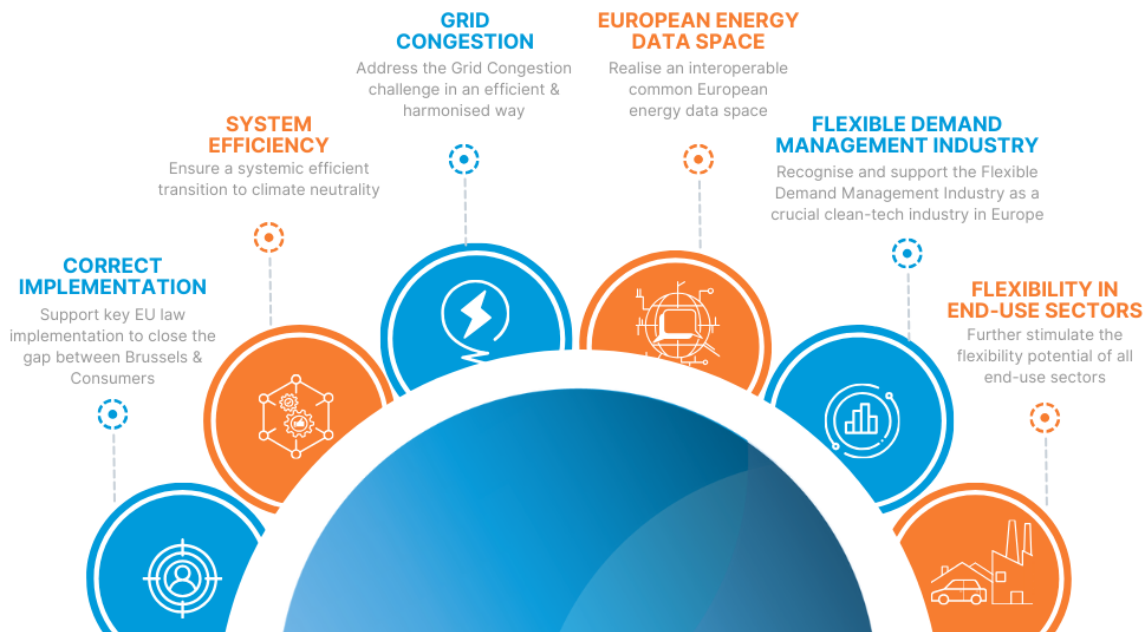 CORRECT
IMPLEMENTATION
Support key EU law
implementation to close the
gap between Brussels &
Consumers
SYSTEM
EFFICIENCY
Ensure a systemic efficient
transition to climate neutrality
GRID
CONGESTION
Address the Grid Congestion
challenge in an efficient &
harmonised way
EUROPEAN ENERGY
DATA SPACE
Realise an interoperable
common European
energy data space
FLEXIBLE DEMAND
MANAGEMENT INDUSTRY
Recognise and support the Flexible
Demand Management Industry as a
crucial clean-tech industry in Europe
FLEXIBILITY IN
END-USE SECTORS
Further stimulate the
flexibility potential of all
end-use sectors